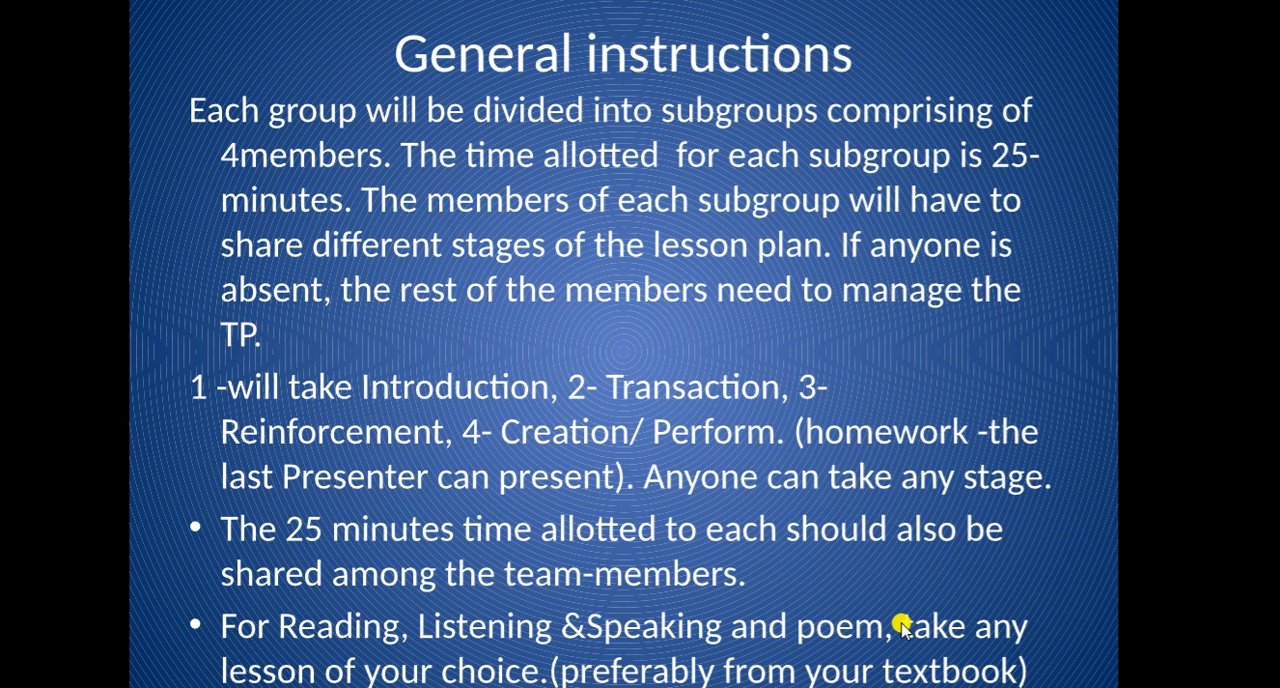 General instructions
Each group will be divided into subgroups comprising of
4members. The time allotted  for each subgroup is 25-
minutes. The members of each subgroup will have to
share different stages of the lesson plan. If anyone is
absent, the rest of the members need to manage the
TP.
1 -will take Introduction, 2- Transaction, 3-
Reinforcement, 4- Creation/ Perform. (homework -the
last Presenter can present). Anyone can take any stage.
• The 25 minutes time allotted to each should also be
shared among the team-members.
• For Reading, Listening &Speaking and poem, take any
lesson of your choice.(preferably from your textbook)